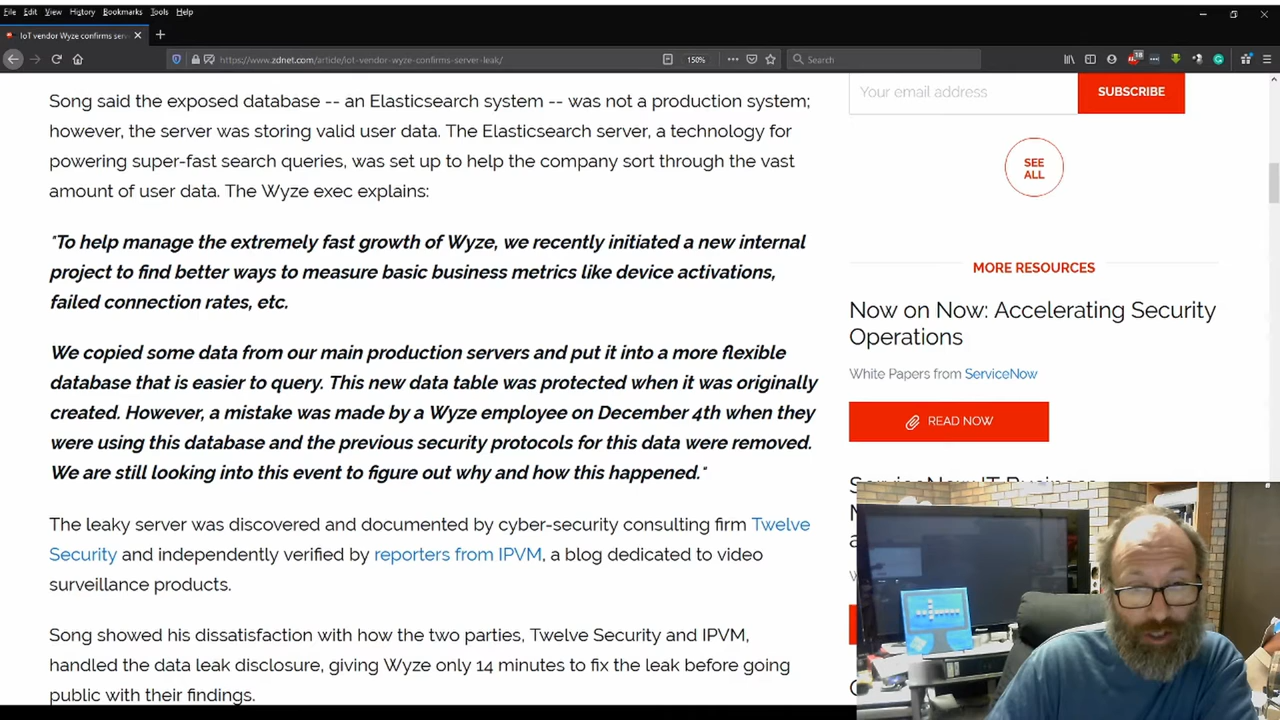 File Edit View History Bookmarks Tools Help
IoT vendor Wyze confirms serv
https://www.zdnet.com/article/iot-vendor-wyze-confirms-server-leak/
150%
Search
18
Song said the exposed database -- an Elasticsearch system -- was not a production system;
however, the server was storing valid user data. The Elasticsearch server, a technology for
powering super-fast search queries, was set up to help the company sort through the vast
amount of user data. The Wyze exec explains:
"To help manage the extremely fast growth of Wyze, we recently initiated a new internal
project to find better ways to measure basic business metrics like device activations,
failed connection rates, etc.
We copied some data from our main production servers and put it into a more flexible
database that is easier to query. This new data table was protected when it was originally
created. However, a mistake was made by a Wyze employee on December 4th when they
were using this database and the previous security protocols for this data were removed.
We are still looking into this event to figure out why and how this happened."
The leaky server was discovered and documented by cyber-security consulting firm Twelve
Security and independently verified by reporters from IPVM, a blog dedicated to video
surveillance products.
Song showed his dissatisfaction with how the two parties, Twelve Security and IPVM,
handled the data leak disclosure, giving Wyze only 14 minutes to fix the leak before going
public with their findings.
Your email address
SUBSCRIBE
SEE
ALL
MORE RESOURCES
Now on Now: Accelerating Security
Operations
White Papers from ServiceNow
READ NOW